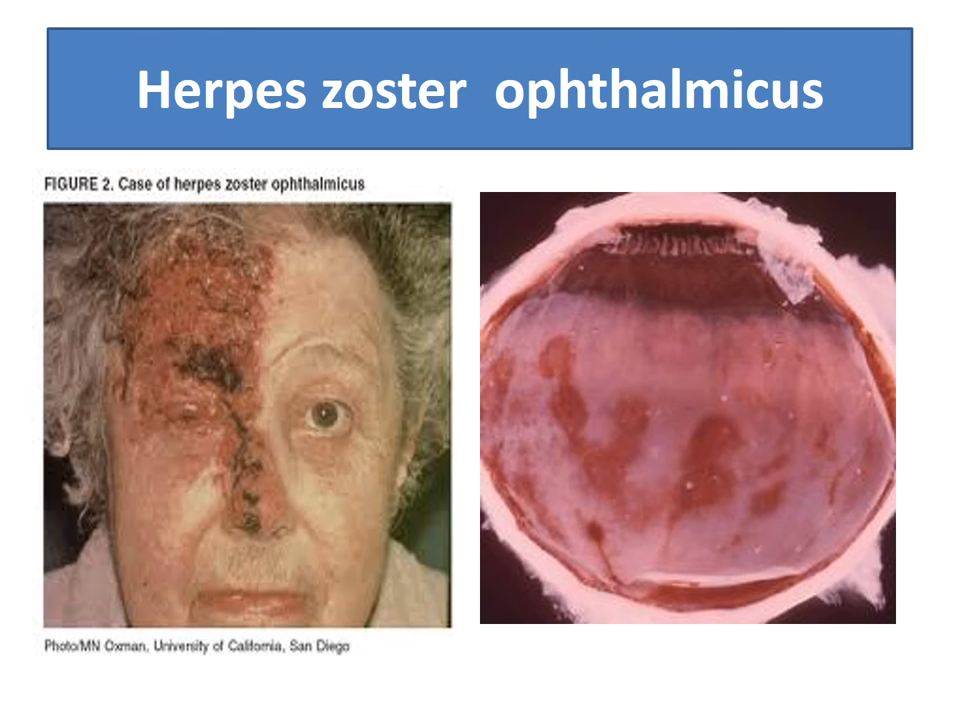 Herpes zoster ophthalmicus
FIGURE 2. Case of herpes zoster ophthalmicus
Photo/MN Oxman, University of California, San Diego